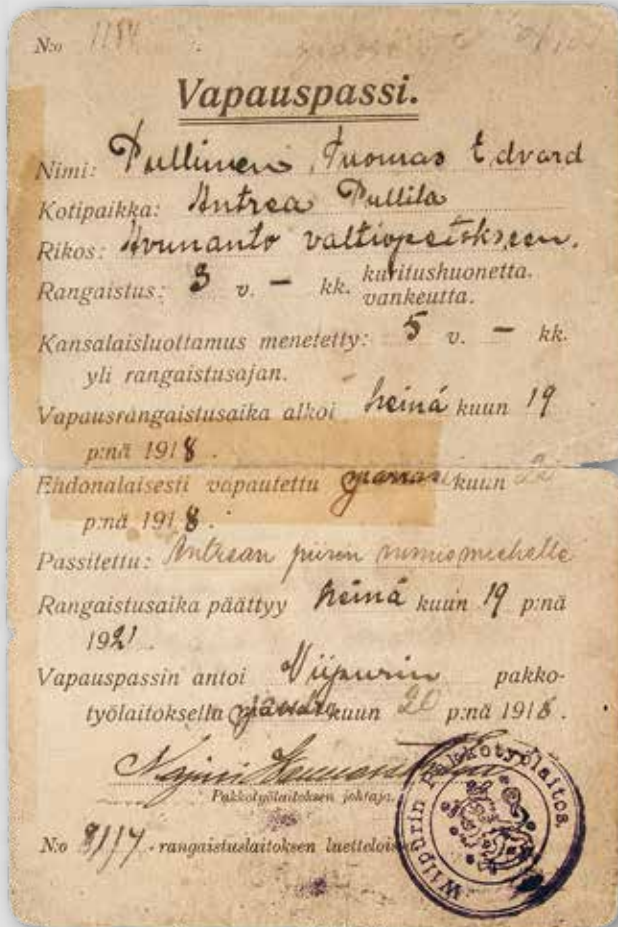 N:o 1184
Vapauspassi.
Nimi: Pullinen, Tuomas Edvard
Kotipaikka: Antrea Pullila
Rikos: Avunanto valtiopetokseen.
Rangaistus: 3 v. — kk. kuritushuonetta.
vankeutta.
Kansalaisluottamus menetetty: 5 v. — kk.
yli rangaistusajan.
Vapausrangaistusaika alkoi heinä kuun 19
p:nä 1918.
Ehdonalaisesti vapautettu marras kuun 20
p:nä 1918.
Passitettu: Antrean piirin nimismiehelle
Rangaistusaika päättyy heinä kuun 19 p:nä
1921.
Vapauspassin antoi Viipurin pakko-
työlaitoksella kuun 20 p:nä 1918.
Pakkotyölaitoksen johtaja.
N:o rangaistuslaitoksen luettelois
Wiipurin Pakkotyölaitos.